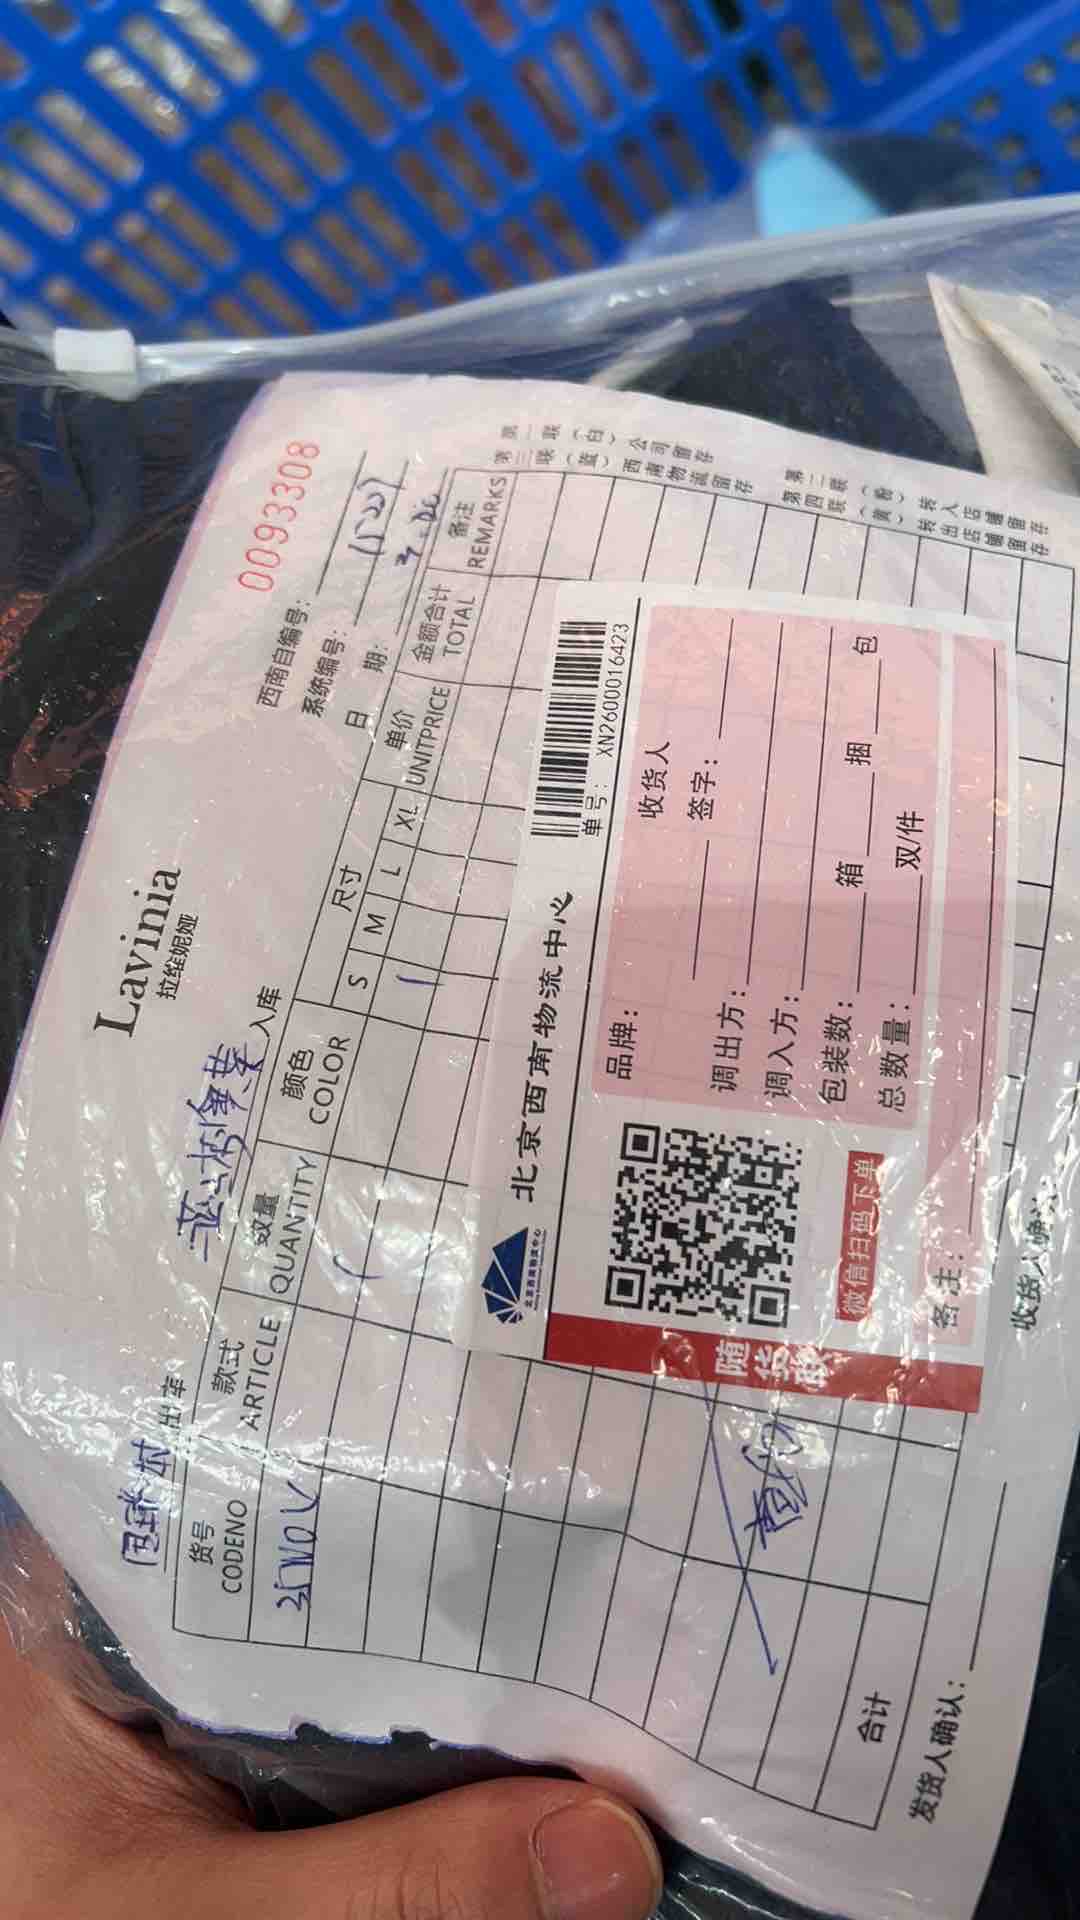 Lavinia
拉维妮娅
0093308
西南自编号:
系统编号:
日 期:
出库
入库
货号 款式 数量 颜色 尺寸 单价 金额合计 备注
CODENO ARTICLE QUANTITY COLOR S M L XL UNITPRICE TOTAL REMARKS
1
合计
发货人确认:
收货人确认
第一联（白）公司留存 第二联（粉）转入店铺留存
第三联（蓝）西南物流留存 第四联（黄）转出店铺留存
北京西南物流中心
单号: XN2600016423
随货联
微信扫码下单
品牌: 收货人
签字:
调出方:
调入方:
包装数: 箱 捆 包
总数量: 双/件
备注: